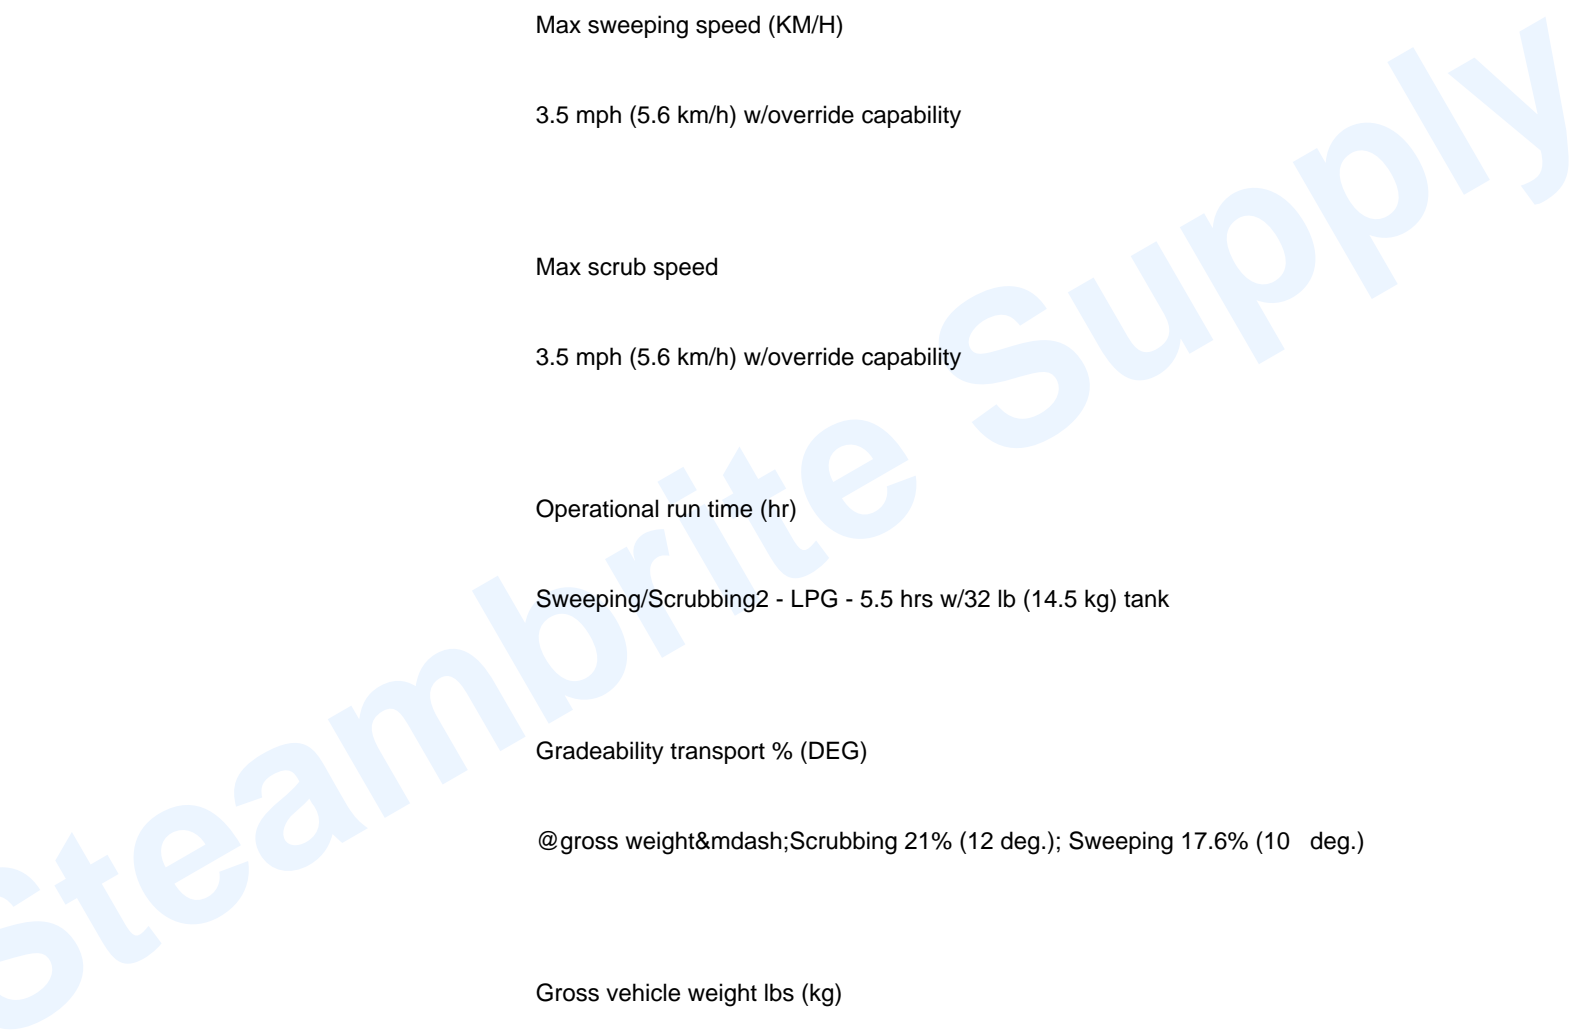 Max sweeping speed (KM/H)
3.5 mph (5.6 km/h) w/override capability
Max scrub speed
3.5 mph (5.6 km/h) w/override capability
Operational run time (hr)
Sweeping/Scrubbing2 - LPG - 5.5 hrs w/32 lb (14.5 kg) tank
Gradeability transport % (DEG)
@gross weight&mdash;Scrubbing 21% (12 deg.); Sweeping 17.6% (10   deg.)
Gross vehicle weight lbs (kg)
Steambrite Supply